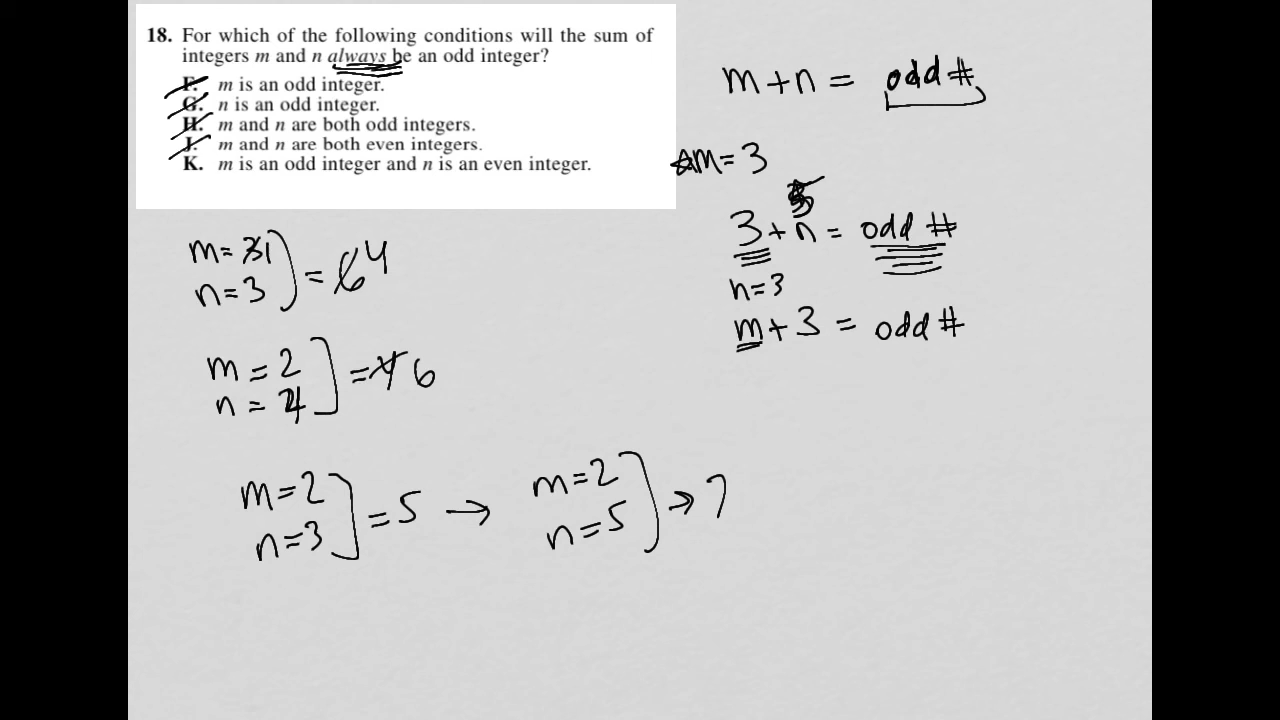 18. For which of the following conditions will the sum of
integers m and n always be an odd integer?
F. m is an odd integer.
G. n is an odd integer.
H. m and n are both odd integers.
J. m and n are both even integers.
K. m is an odd integer and n is an even integer.
m+n = odd #
m=3
3+n = odd #
n=3
m+3 = odd #
m= 1
n=3
= 4
m = 2
n = 4
= 6
m=2
n=3
=5 →
m=2
n=5
→ 7